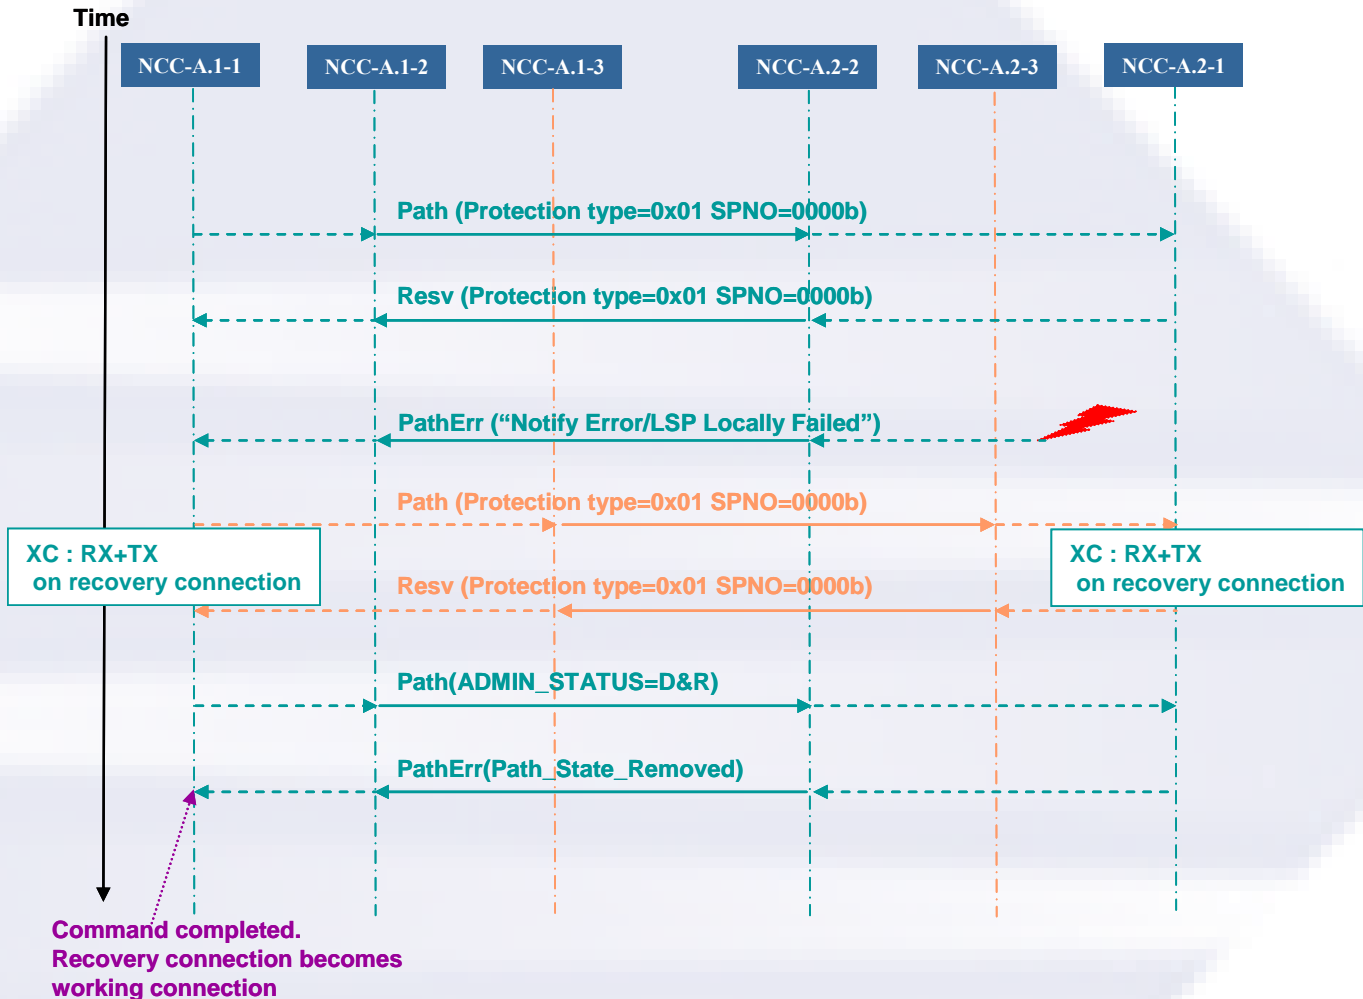 Time
NCC-A.1-1
NCC-A.1-2
NCC-A.1-3
NCC-A.2-2
NCC-A.2-3
NCC-A.2-1
Path (Protection type=0x01 SPNO=0000b)
Resv (Protection type=0x01 SPNO=0000b)
PathErr (“Notify Error/LSP Locally Failed”)
Path (Protection type=0x01 SPNO=0000b)
XC : RX+TX
on recovery connection
XC : RX+TX
on recovery connection
Resv (Protection type=0x01 SPNO=0000b)
Path(ADMIN_STATUS=D&R)
PathErr(Path_State_Removed)
Command completed.
Recovery connection becomes
working connection